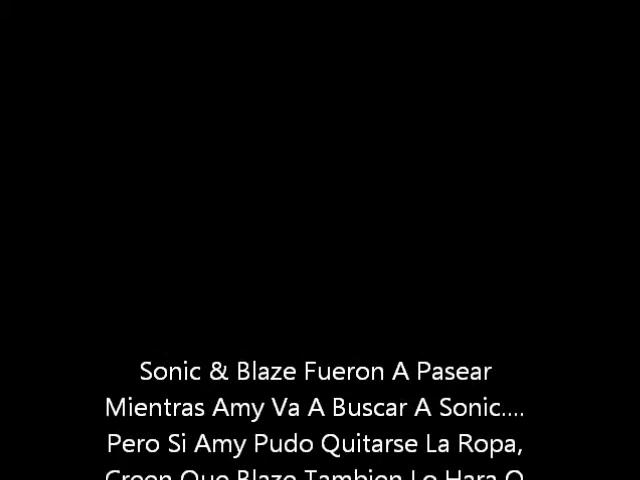 Sonic & Blaze Fueron A Pasear
Mientras Amy Va A Buscar A Sonic....
Pero Si Amy Pudo Quitarse La Ropa,
Creen Que Blaze Tambien Lo Hara O